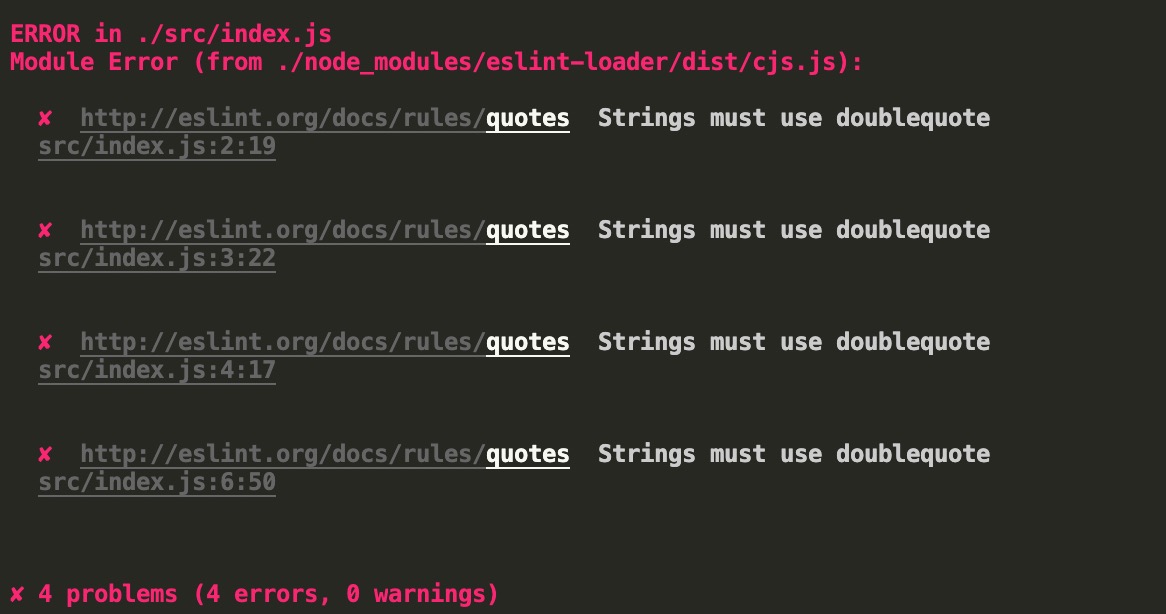 ERROR in ./src/index.js
Module Error (from ./node_modules/eslint-loader/dist/cjs.js):
✘ http://eslint.org/docs/rules/quotes Strings must use doublequote
src/index.js:2:19
✘ http://eslint.org/docs/rules/quotes Strings must use doublequote
src/index.js:3:22
✘ http://eslint.org/docs/rules/quotes Strings must use doublequote
src/index.js:4:17
✘ http://eslint.org/docs/rules/quotes Strings must use doublequote
src/index.js:6:50
✘ 4 problems (4 errors, 0 warnings)